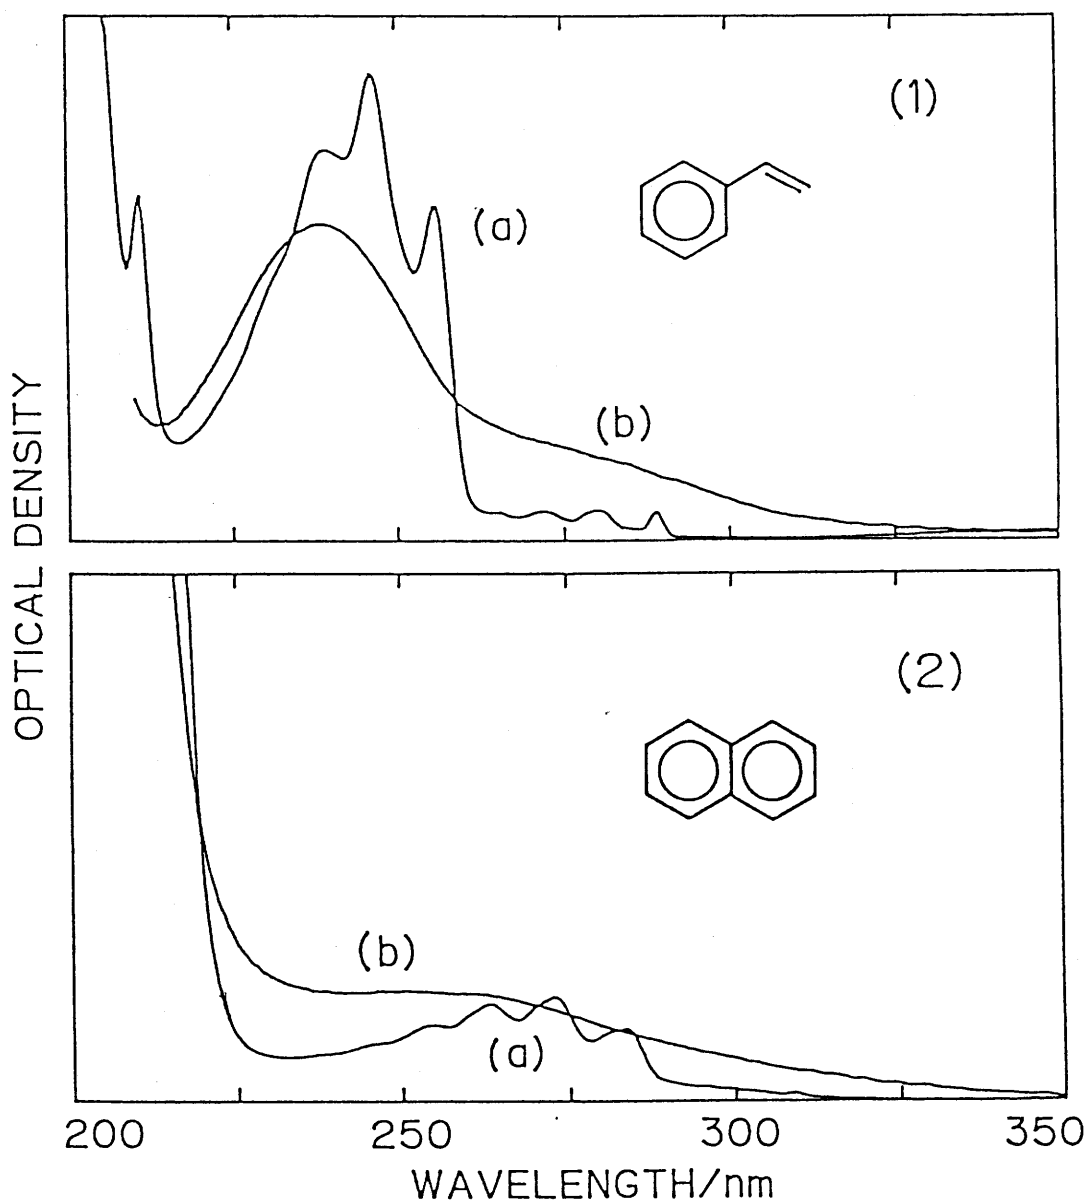 (1)
(a)
(b)
OPTICAL DENSITY
(2)
(b)
(a)
200 250 300 350
WAVELENGTH/nm